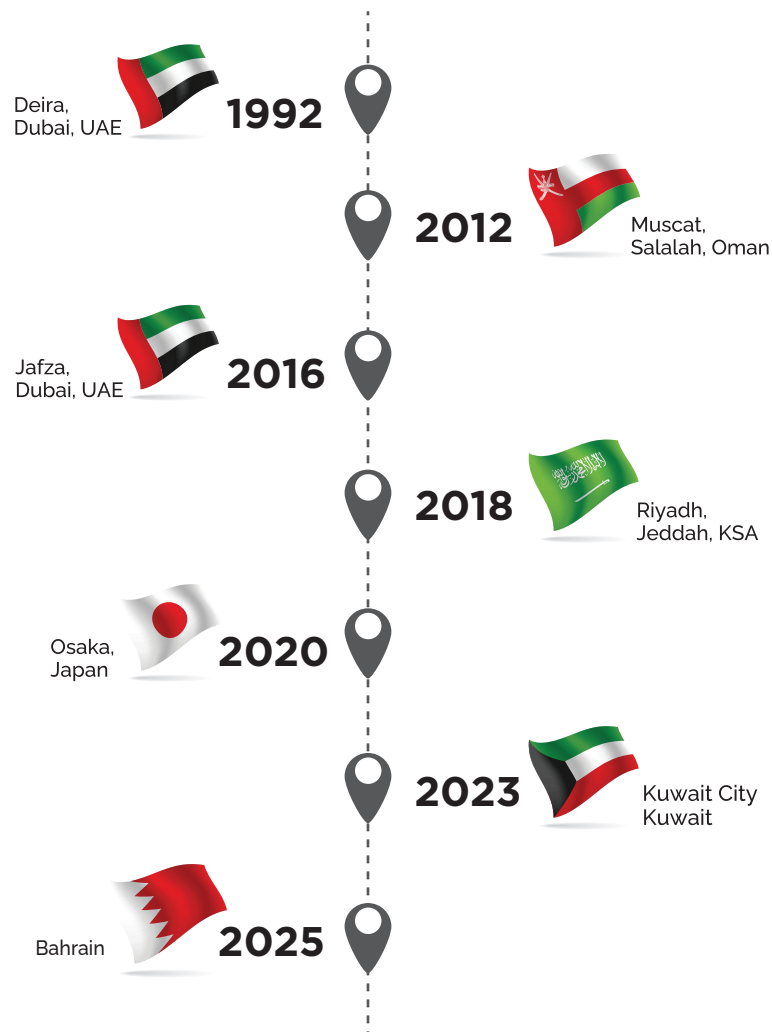 Deira,
Dubai, UAE
1992
2012
Muscat,
Salalah, Oman
Jafza,
Dubai, UAE
2016
2018
Riyadh,
Jeddah, KSA
Osaka,
Japan
2020
2023
Kuwait City
Kuwait
Bahrain
2025